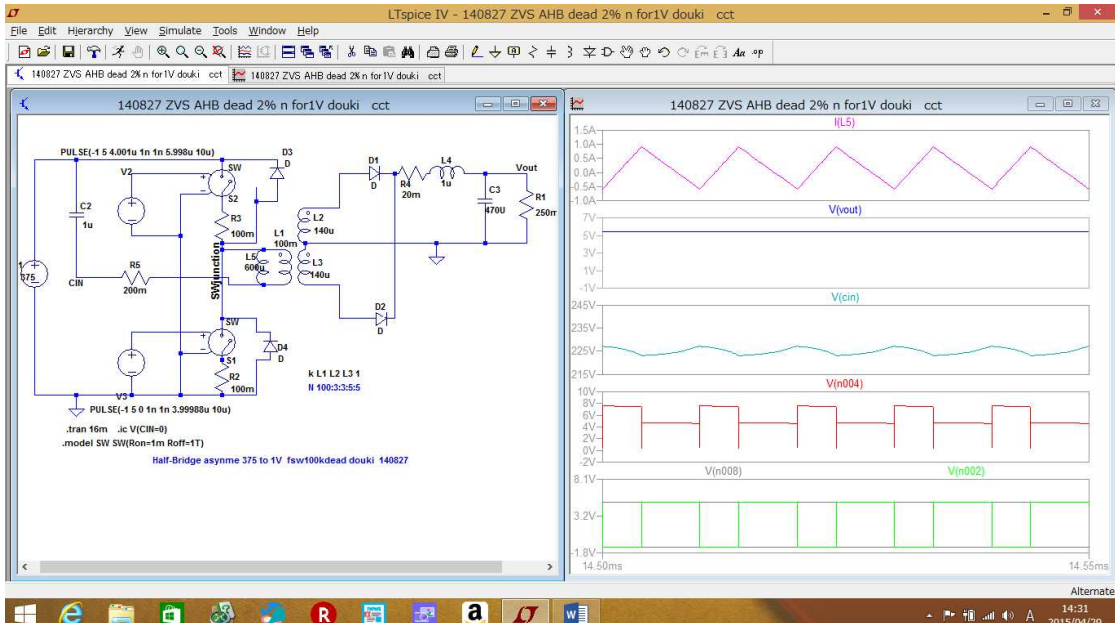 LTspice IV - 140827 ZVS AHB dead 2% n for1V douki cct
File Edit Hierarchy View Simulate Tools Window Help
140827 ZVS AHB dead 2% n for1V douki cct
140827 ZVS AHB dead 2% n for1V douki cct
140827 ZVS AHB dead 2% n for1V douki cct
PULSE(-1 5 4.001u 1n 1n 5.998u 10u)
V2
SW
S2
D3
D
C2
1u
R3
100m
D1
D
R4
20m
L4
1u
Vout
C3
470U
R1
250m
L2
140u
L1
100m
L5
600u
L3
140u
SWjunction
375
CIN
R5
200m
D2
D
SW
S1
D4
D
R2
100m
V3
k L1 L2 L3 1
N 100:3:3:5:5
PULSE(-1 5 0 1n 1n 3.99988u 10u)
.tran 16m .ic V(CIN=0)
.model SW SW(Ron=1m Roff=1T)
Half-Bridge asynme 375 to 1V fsw100kdead douki 140827
140827 ZVS AHB dead 2% n for1V douki cct
I(L5)
1.5A
1.0A
0.5A
0.0A
-0.5A
-1.0A
V(vout)
7V
5V
3V
1V
-1V
V(cin)
245V
235V
225V
215V
V(n004)
10V
8V
6V
4V
2V
0V
-2V
V(n008) V(n002)
8.1V
3.2V
-1.8V
14.50ms 14.55ms
Alternate
R
a
W
A
14:31
2015/04/29